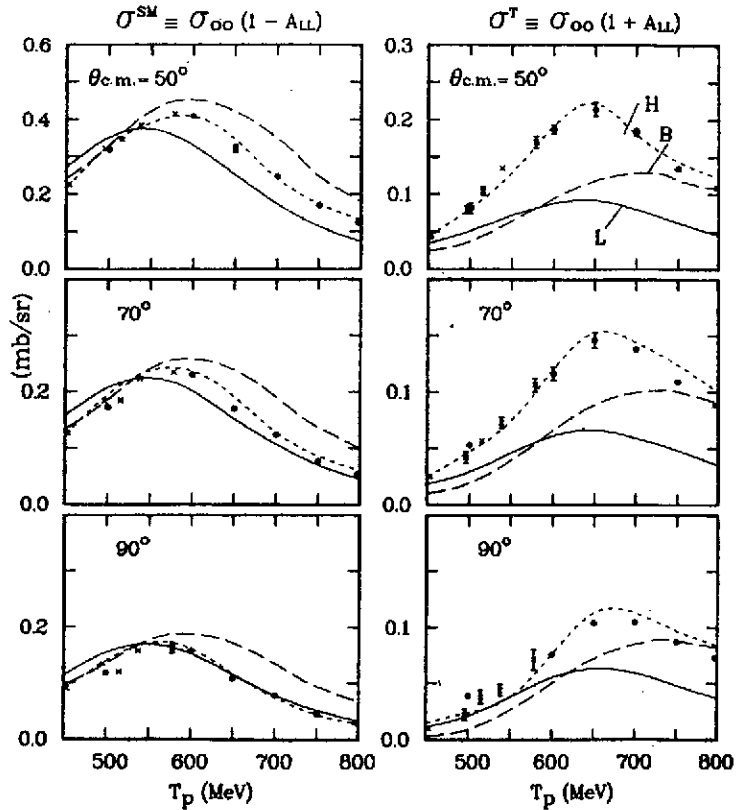 σ^SM ≡ σ_oo (1 - A_LL)
σ^T ≡ σ_oo (1 + A_LL)
0.6
0.4
0.2
0.0
θc.m.= 50°
0.3
0.2
0.1
0.0
θc.m.= 50°
H
B
L
(mb/sr)
0.2
0.0
70°
0.1
0.0
70°
0.2
0.0
90°
0.1
0.0
90°
500 600 700 800
T_p (MeV)
500 600 700 800
T_p (MeV)